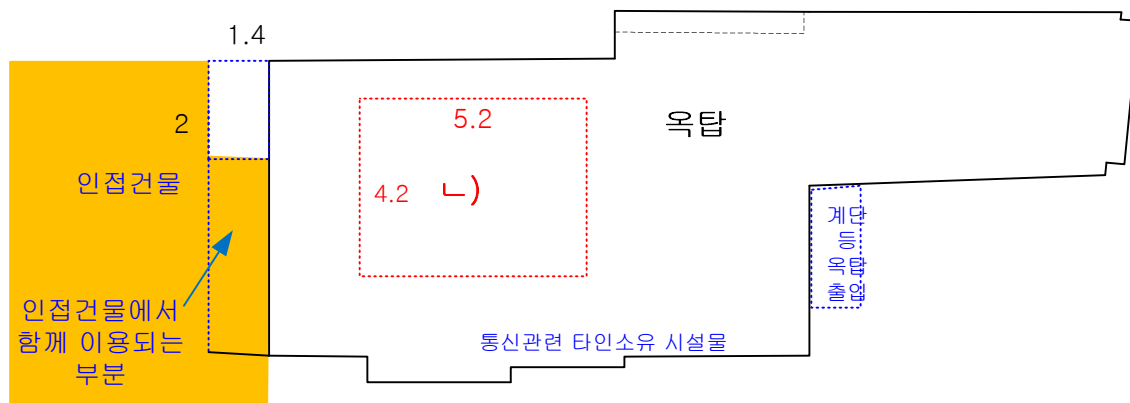 1.4
2
5.2
옥탑
인접건물
4.2
ㄴ)
계단
등
옥탑
출입
인접건물에서
함께 이용되는
부분
통신관련 타인소유 시설물